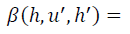 β(h, u′, h′) =